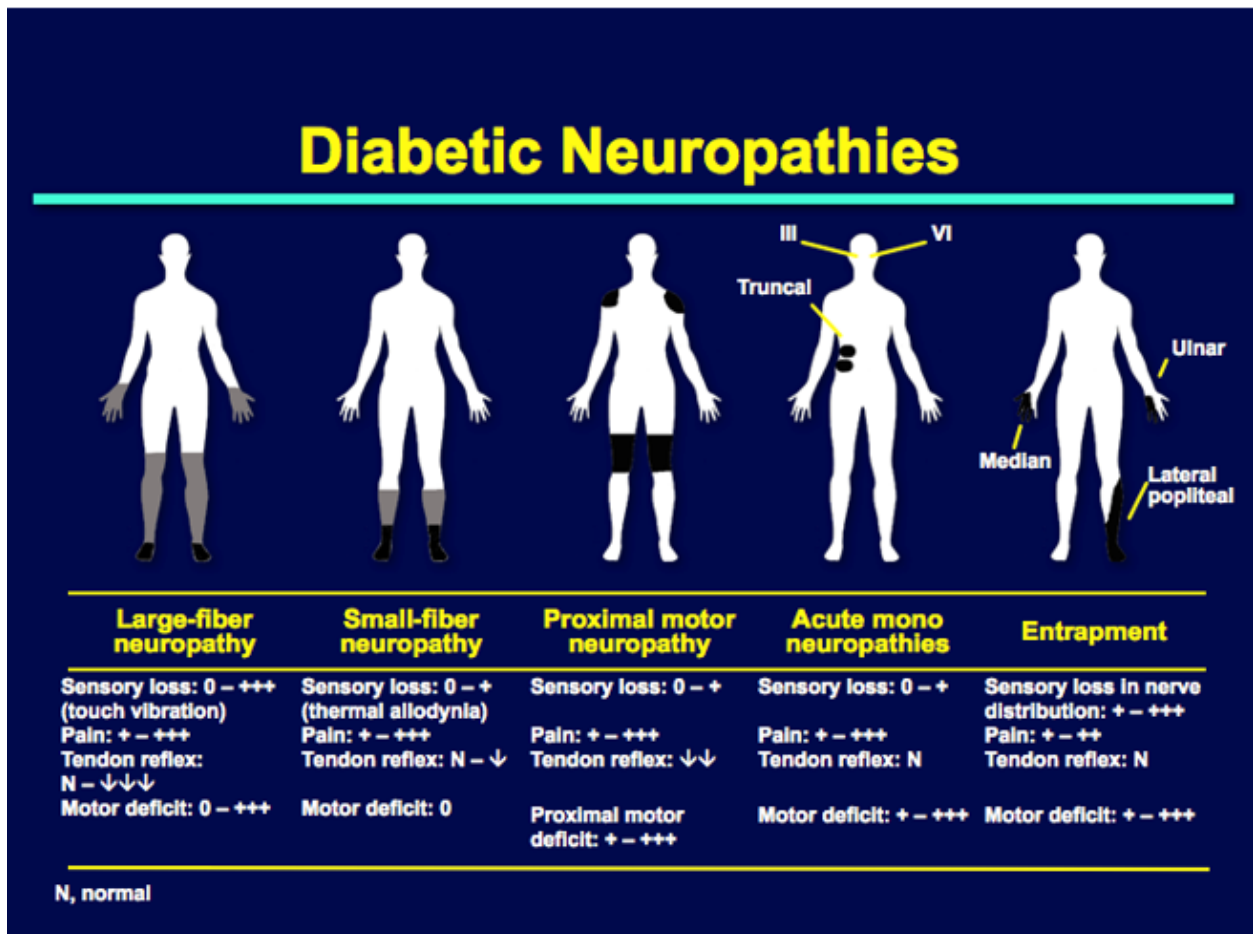 Diabetic Neuropathies
III
VI
Truncal
Ulnar
Median
Lateral
popliteal
Large-fiber
neuropathy
Sensory loss: 0 – +++
(touch vibration)
Pain: + – +++
Tendon reflex:
N – ↓↓↓
Motor deficit: 0 – +++
Small-fiber
neuropathy
Sensory loss: 0 – +
(thermal allodynia)
Pain: + – +++
Tendon reflex: N – ↓
Motor deficit: 0
Proximal motor
neuropathy
Sensory loss: 0 – +
Pain: + – +++
Tendon reflex: ↓↓
Proximal motor
deficit: + – +++
Acute mono
neuropathies
Sensory loss: 0 – +
Pain: + – +++
Tendon reflex: N
Motor deficit: + – +++
Entrapment
Sensory loss in nerve
distribution: + – +++
Pain: + – ++
Tendon reflex: N
Motor deficit: + – +++
N, normal